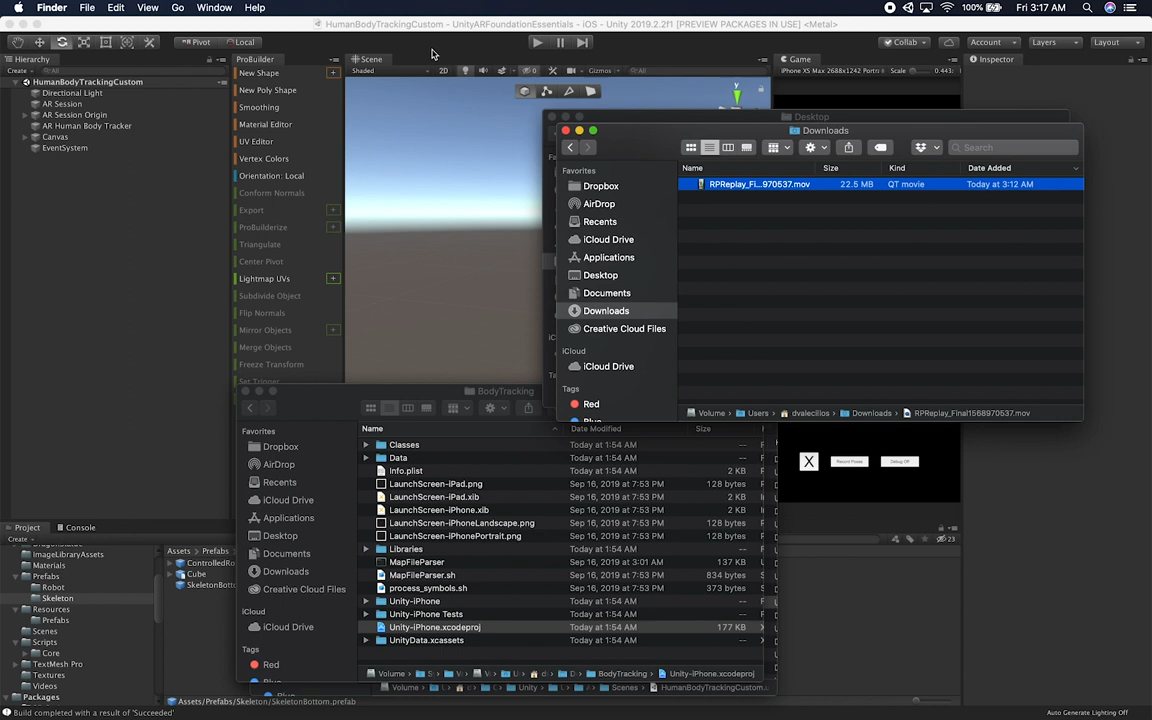 Finder File Edit View Go Window Help 100% Fri 3:17 AM
HumanBodyTrackingCustom - UnityARFoundationEssentials - iOS - Unity 2019.2.2f1 [PREVIEW PACKAGES IN USE] <Metal>
Pivot Local Collab Account Layers Layout
Hierarchy ProBuilder Scene Game Inspector
Create All Shaded 2D Gizmos All iPhone XS Max 2688x1242 Portra Scale 0.443
HumanBodyTrackingCustom
Directional Light
AR Session
AR Session Origin
AR Human Body Tracker
Canvas
EventSystem
New Shape
New Poly Shape
Smoothing
Material Editor
UV Editor
Vertex Colors
Orientation: Local
Conform Normals
Export
ProBuilderize
Triangulate
Center Pivot
Lightmap UVs
Subdivide Object
Flip Normals
Mirror Objects
Merge Objects
Freeze Transform
Set Trigger
y
Desktop
Downloads
Search
Favorites
Dropbox
AirDrop
Recents
iCloud Drive
Applications
Desktop
Documents
Downloads
Creative Cloud Files
iCloud
iCloud Drive
Tags
Red
Name Size Kind Date Added
RPReplay_Fi...970537.mov 22.5 MB QT movie Today at 3:12 AM
Volume Users dvalecillos Downloads RPReplay_Final1568970537.mov
BodyTracking
Favorites
Dropbox
AirDrop
Recents
iCloud Drive
Applications
Desktop
Documents
Downloads
Creative Cloud Files
iCloud
iCloud Drive
Tags
Red
Name Date Modified Size
Classes Today at 1:54 AM --
Data Today at 1:54 AM --
Info.plist Today at 1:54 AM 2 KB
LaunchScreen-iPad.png Sep 16, 2019 at 7:53 PM 128 bytes
LaunchScreen-iPad.xib Sep 16, 2019 at 7:53 PM 2 KB
LaunchScreen-iPhone.xib Sep 16, 2019 at 7:53 PM 2 KB
LaunchScreen-iPhoneLandscape.png Sep 16, 2019 at 7:53 PM 128 bytes
LaunchScreen-iPhonePortrait.png Sep 16, 2019 at 7:53 PM 128 bytes
Libraries Today at 1:54 AM --
MapFileParser Sep 16, 2019 at 3:01 AM 137 KB
MapFileParser.sh Sep 16, 2019 at 7:53 PM 834 bytes
process_symbols.sh Sep 16, 2019 at 7:53 PM 373 bytes
Unity-iPhone Today at 1:54 AM --
Unity-iPhone Tests Today at 1:54 AM --
Unity-iPhone.xcodeproj Today at 1:54 AM 177 KB
UnityData.xcassets Today at 1:54 AM --
Volume BodyTracking Unity-iPhone.xcodeproj
Volume Unity Scenes HumanBodyTrackingCustom.u
X Record Poses Debug Off
23
Project Console
Create
ImageLibraryAssets
Materials
Prefabs
Robot
Skeleton
Resources
Prefabs
Scenes
Scripts
Core
TextMesh Pro
Textures
Videos
Packages
Assets Prefabs
ControlledRo
Cube
SkeletonBotto
Assets/Prefabs/Skeleton/SkeletonBottom.prefab
Build completed with a result of 'Succeeded' Auto Generate Lighting Off